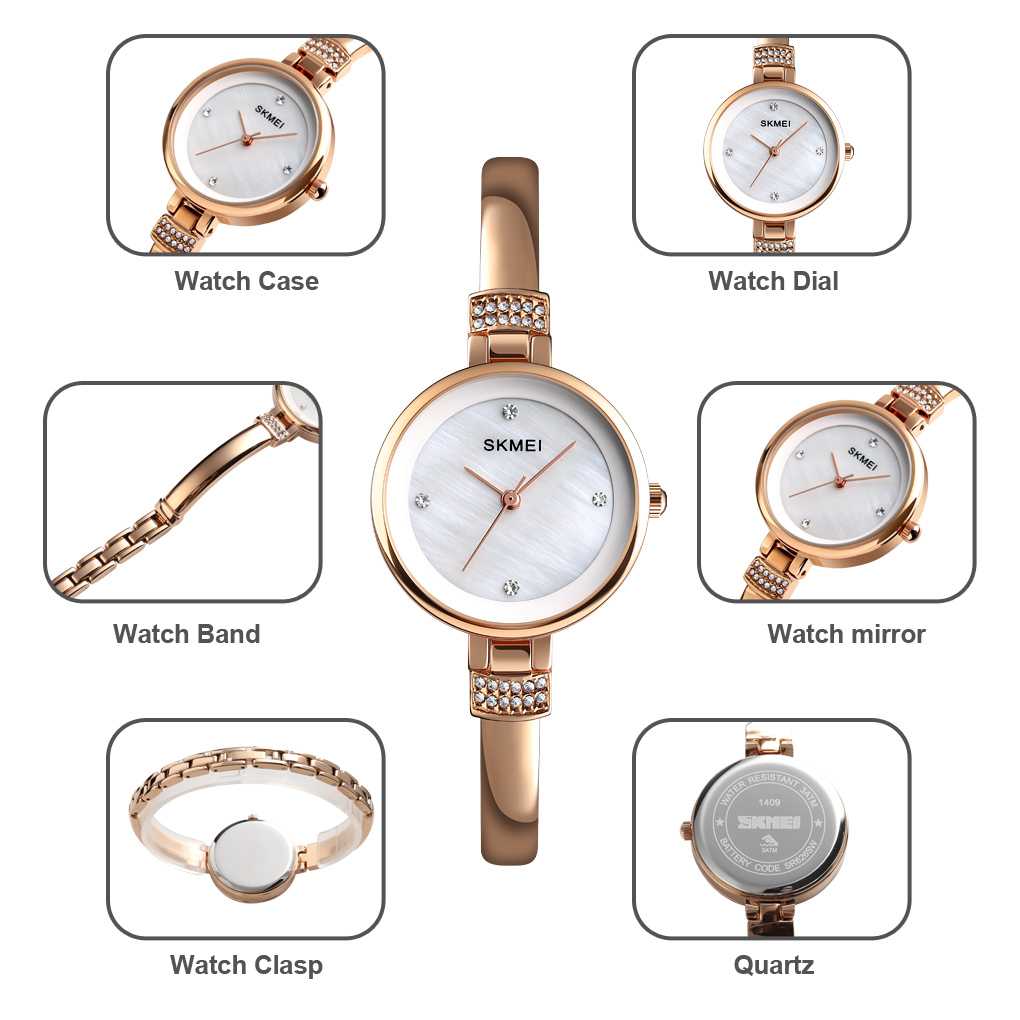 SKMEI
SKMEI
Watch Case
Watch Dial
SKMEI
SKMEI
Watch Band
Watch mirror
WATER RESISTANT 3ATM
1409
SKMEI
3ATM
BATTERY CODE SR626SW
Watch Clasp
Quartz